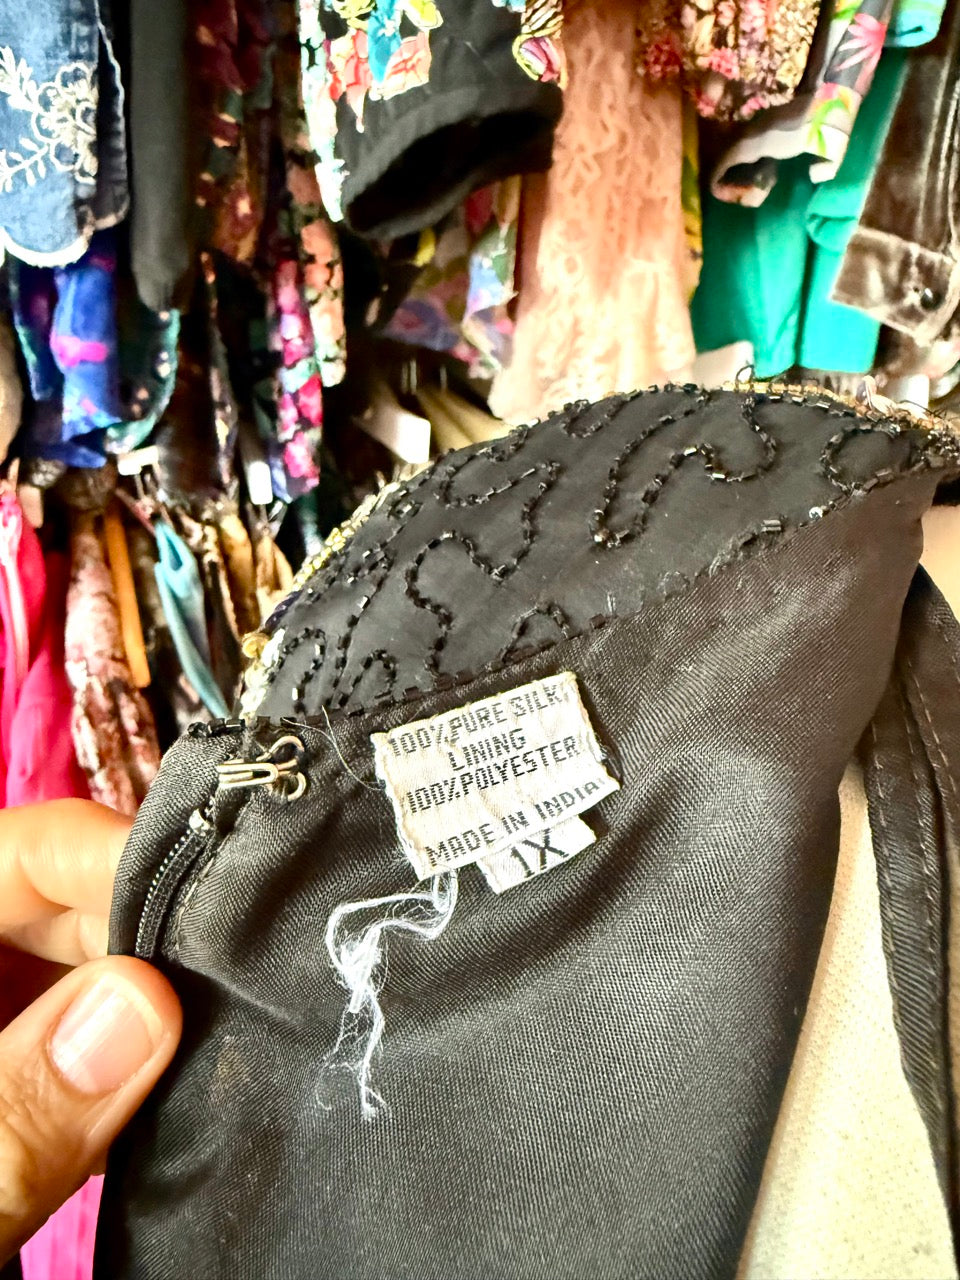 100% PURE SILK.
LINING
100% POLYESTER
MADE IN INDIA
1X